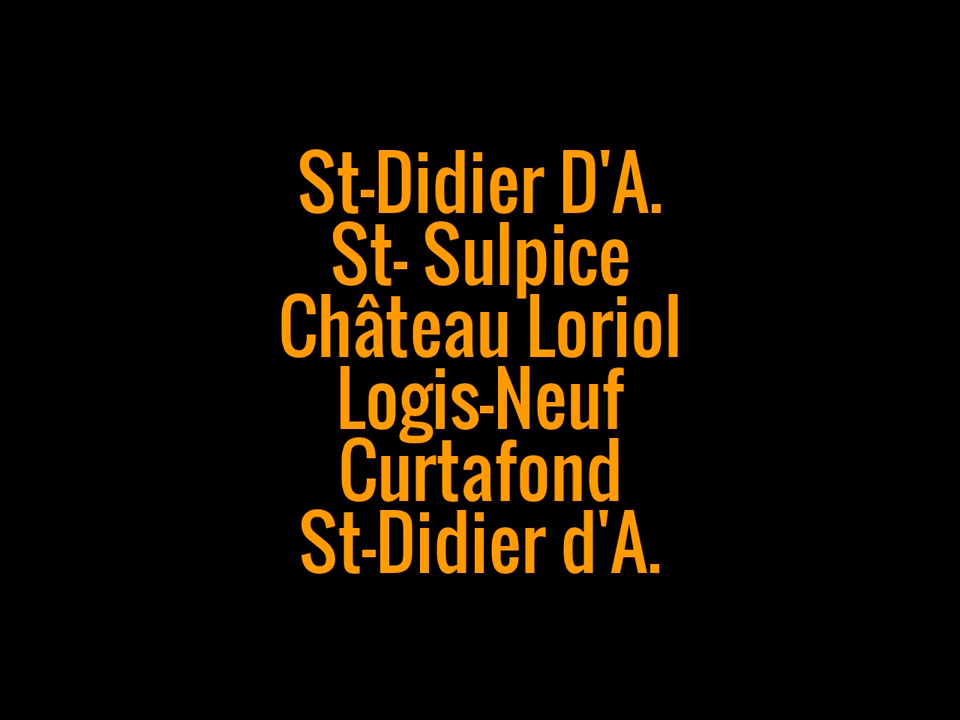 St-Didier D'A.
St- Sulpice
Château Loriol
Logis-Neuf
Curtafond
St-Didier d'A.